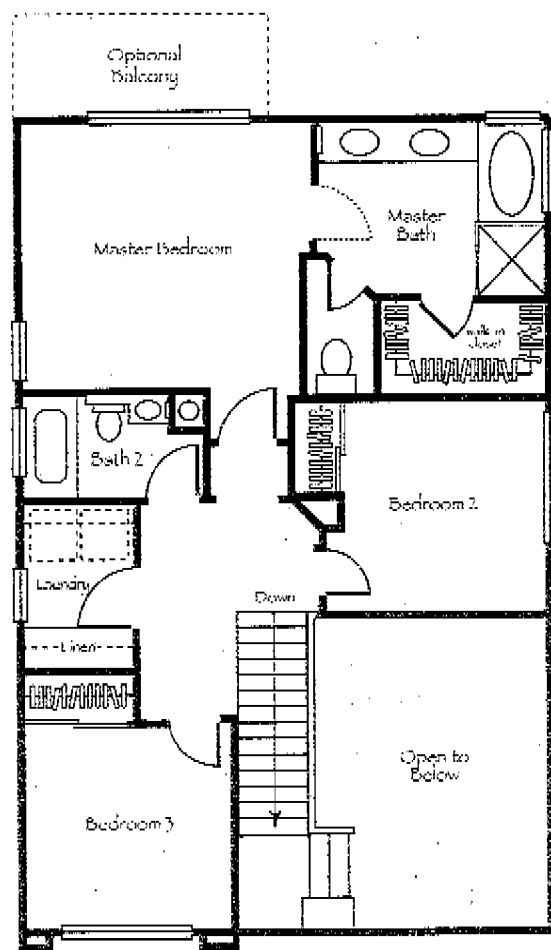 Optional
Balcony
Master Bedroom
Master
Bath
walk in
closet
Bath 2
Bedroom 2
Laundry
Down
Linen
Open to
Below
Bedroom 3